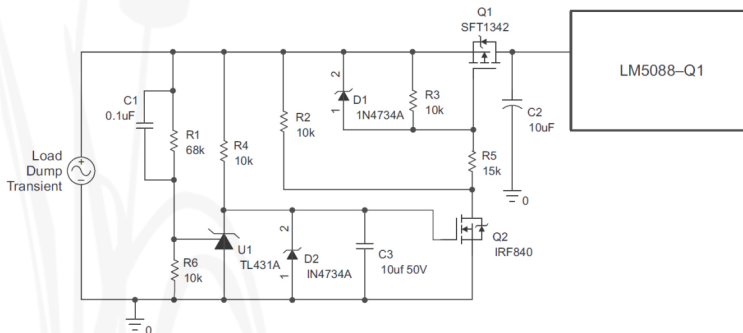 Q1
SFT1342
LM5088–Q1
C1
0.1uF
R1
68k
R4
10k
R2
10k
2
1
D1
1N4734A
R3
10k
C2
10uF
0
R5
15k
Load
Dump
Transient
+
R6
10k
U1
TL431A
2
1
D2
IN4734A
C3
10uf 50V
Q2
IRF840
0